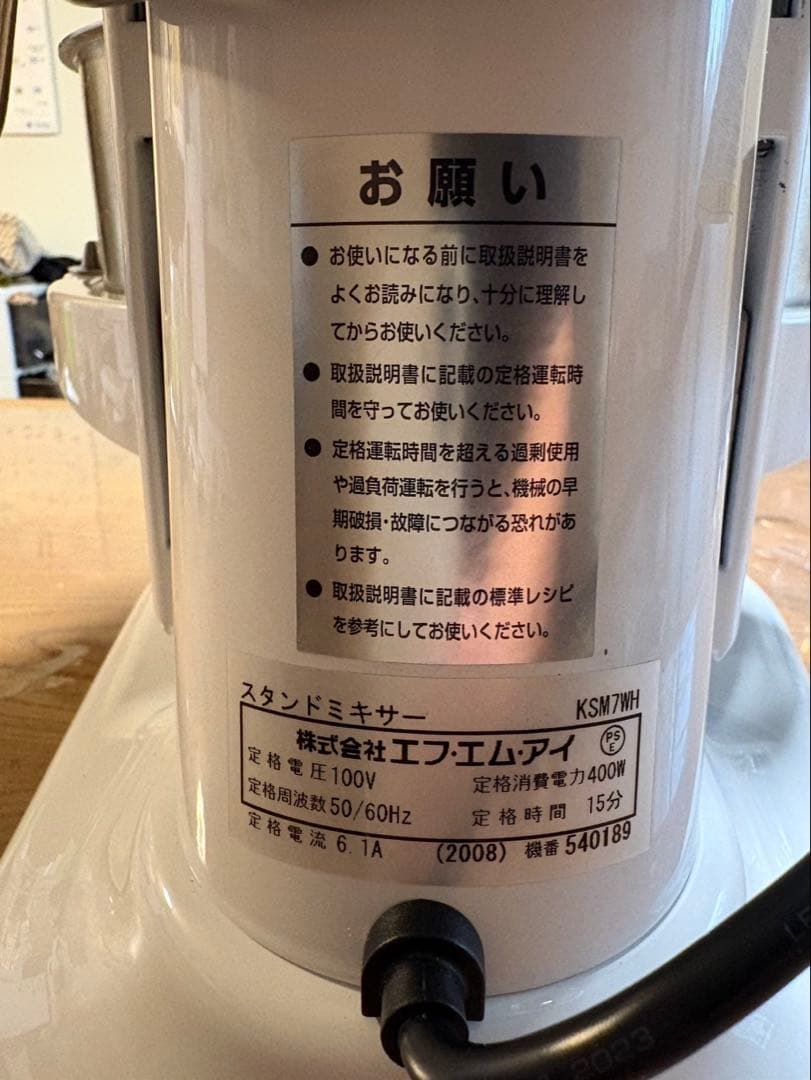 お願い
● お使いになる前に取扱説明書を
よくお読みになり、十分に理解し
てからお使いください。
● 取扱説明書に記載の定格運転時
間を守ってお使いください。
● 定格運転時間を超える過剰使用
や過負荷運転を行うと、機械の早
期破損・故障につながる恐れがあ
ります。
● 取扱説明書に記載の標準レシピ
を参考にしてお使いください。
スタンドミキサー KSM7WH
株式会社エフ・エム・アイ PS E
定格電圧100V 定格消費電力400W
定格周波数50/60Hz 定格時間 15分
定格電流 6.1A (2008) 機番540189
2023